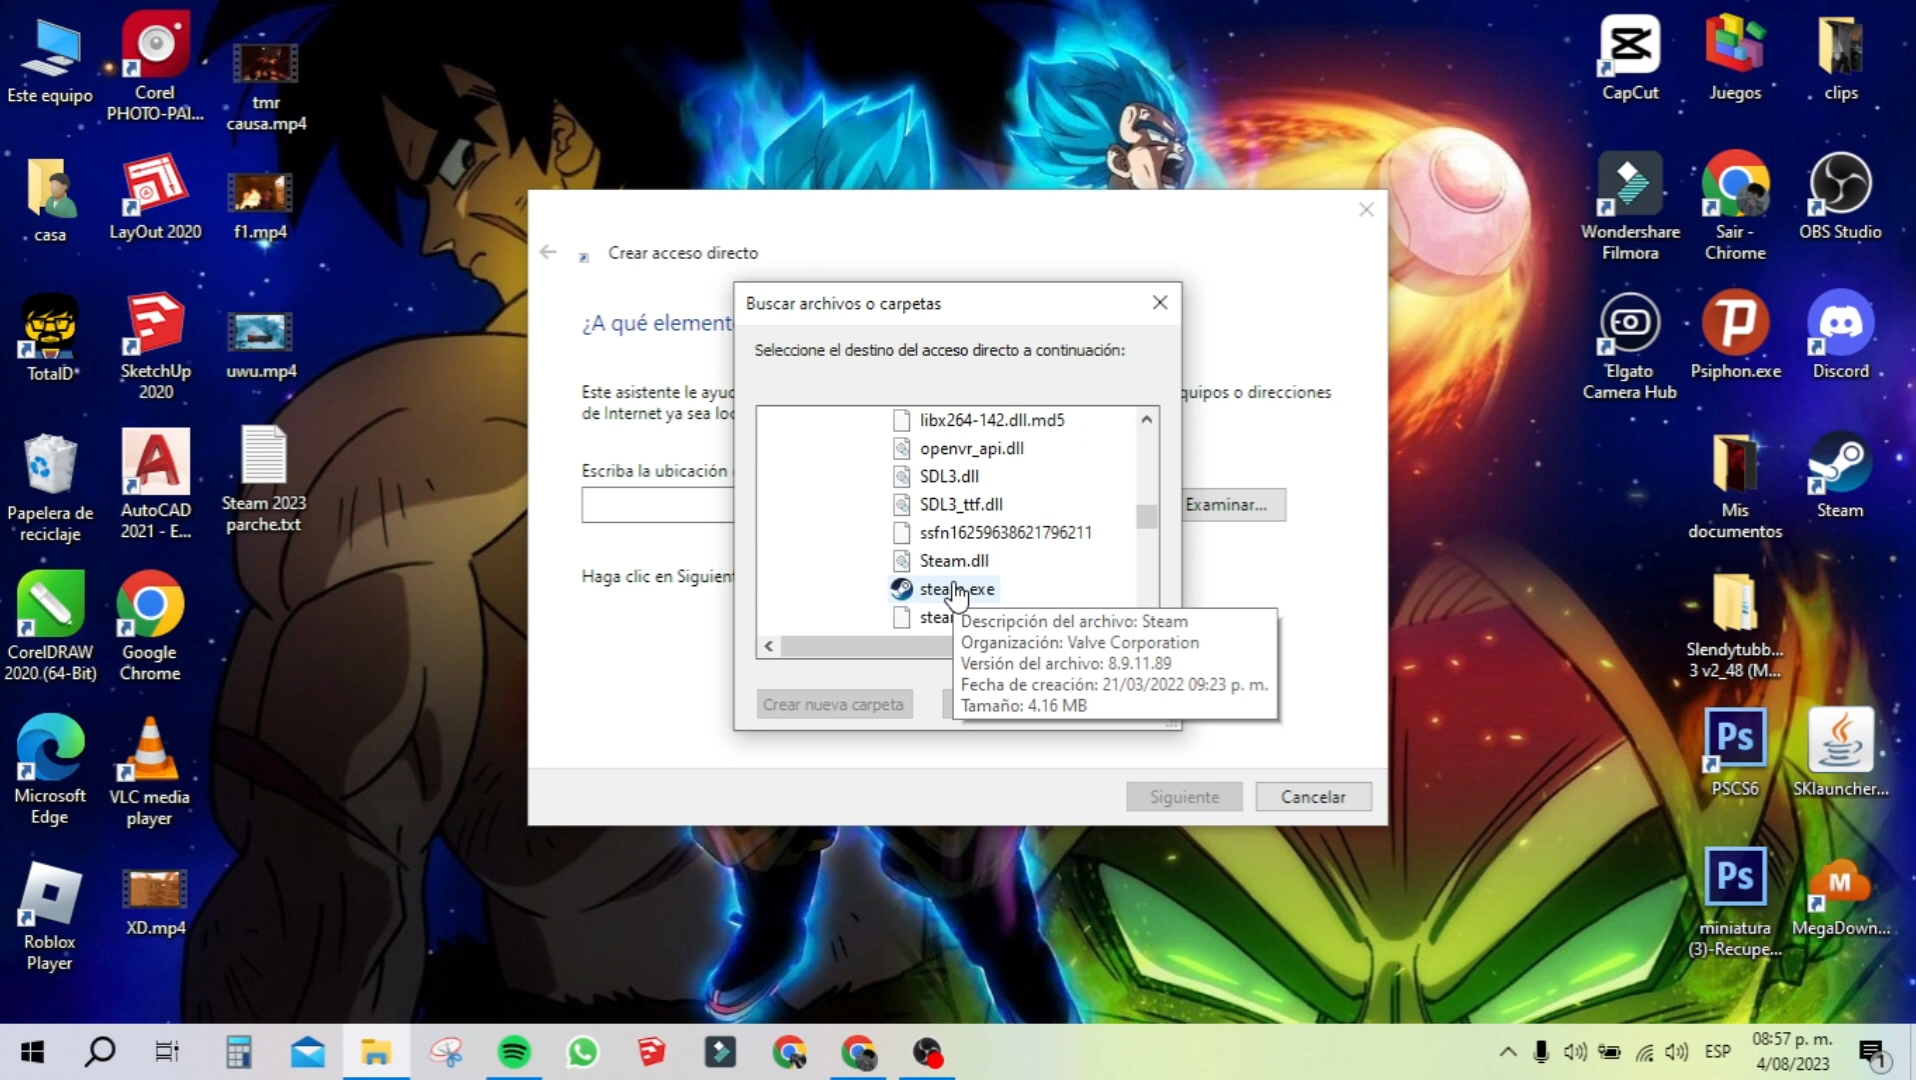 Este equipo
Corel
PHOTO-PAI...
tmr
causa.mp4
casa
LayOut 2020
f1.mp4
TotalD*
SketchUp
2020
uwu.mp4
Papelera de
reciclaje
AutoCAD
2021 - E...
Steam 2023
parche.txt
CorelDRAW
2020 (64-Bit)
Google
Chrome
Microsoft
Edge
VLC media
player
Roblox
Player
XD.mp4
Crear acceso directo
¿A qué element
Este asistente le ayuc
quipos o direcciones
de Internet ya sea loc
Escriba la ubicación
Examinar...
Haga clic en Siguient
Siguiente
Cancelar
Buscar archivos o carpetas
Seleccione el destino del acceso directo a continuación:
libx264-142.dll.md5
openvr_api.dll
SDL3.dll
SDL3_ttf.dll
ssfn16259638621796211
Steam.dll
steam.exe
stea
Descripción del archivo: Steam
Organización: Valve Corporation
Versión del archivo: 8.9.11.89
Fecha de creación: 21/03/2022 09:23 p. m.
Tamaño: 4.16 MB
Crear nueva carpeta
CapCut
Juegos
clips
Wondershare
Filmora
Sair -
Chrome
OBS Studio
Elgato
Camera Hub
Psiphon.exe
Discord
Mis
documentos
Steam
Slendytubb...
3 v2_48 (M...
Ps
PSCS6
SKlauncher...
Ps
miniatura
(3)-Recupe...
M
MegaDown...
ESP
08:57 p. m.
4/08/2023
1